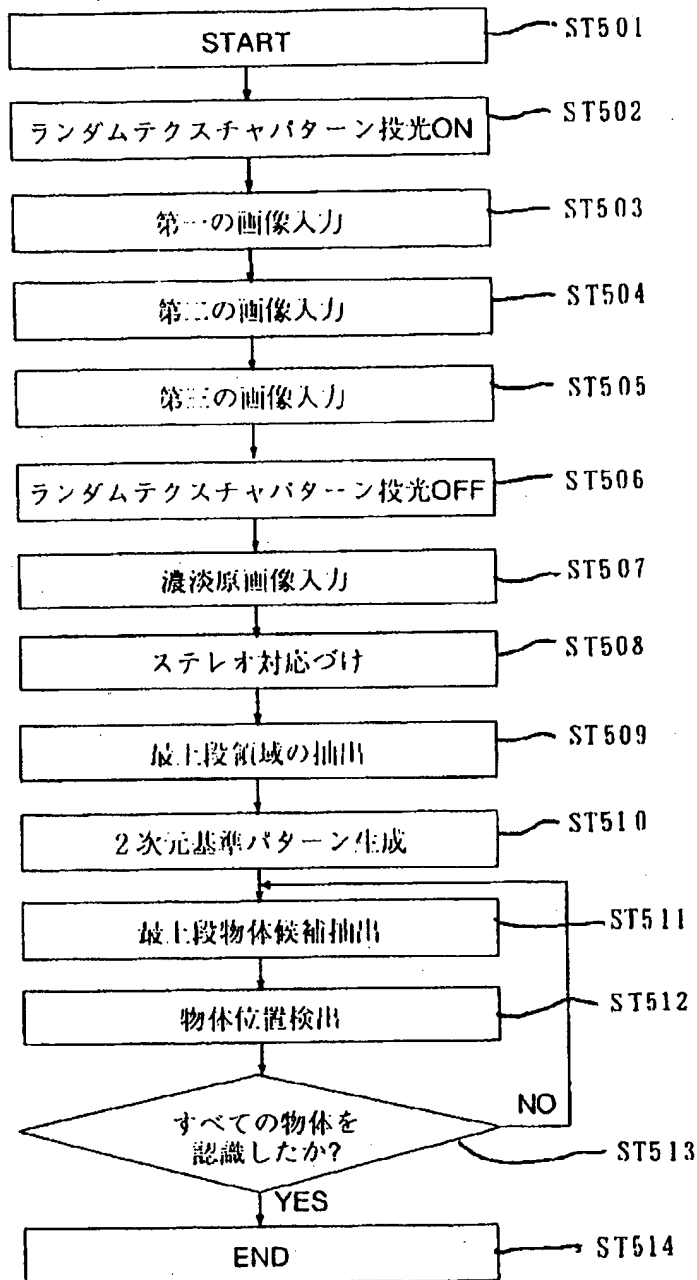 START
ST501
ランダムテクスチャパターン投光ON
ST502
第一の画像入力
ST503
第二の画像入力
ST504
第三の画像入力
ST505
ランダムテクスチャパターン投光OFF
ST506
濃淡原画像入力
ST507
ステレオ対応づけ
ST508
最上段領域の抽出
ST509
2次元基準パターン生成
ST510
最上段物体候補抽出
ST511
物体位置検出
ST512
すべての物体を
認識したか?
NO
ST513
YES
END
ST514